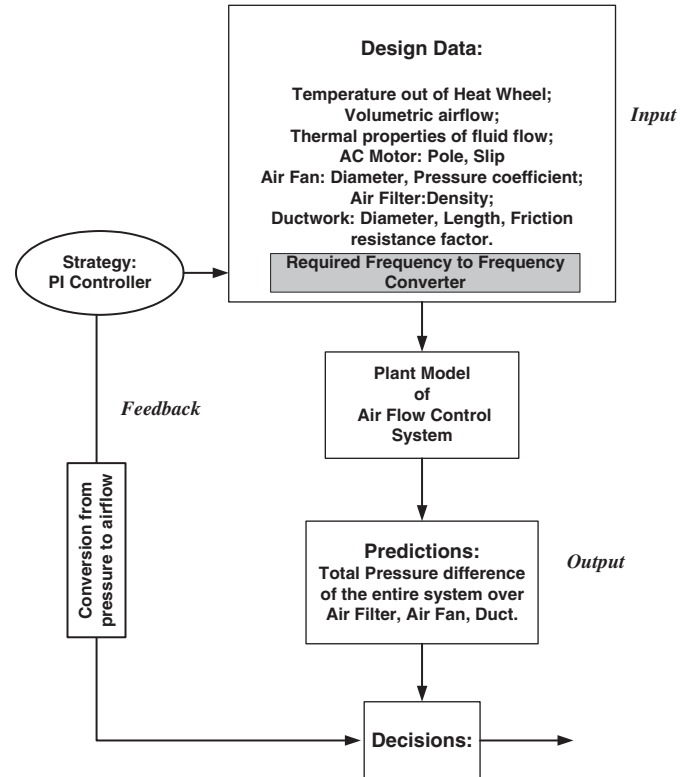 Design Data:
Temperature out of Heat Wheel;
Volumetric airflow;
Thermal properties of fluid flow;
AC Motor: Pole, Slip
Air Fan: Diameter, Pressure coefficient;
Air Filter:Density;
Ductwork: Diameter, Length, Friction
resistance factor.
Required Frequency to Frequency
Converter
Input
Strategy:
PI Controller
Plant Model
of
Air Flow Control
System
Feedback
Conversion from
pressure to airflow
Predictions:
Total Pressure difference
of the entire system over
Air Filter, Air Fan, Duct.
Output
Decisions: